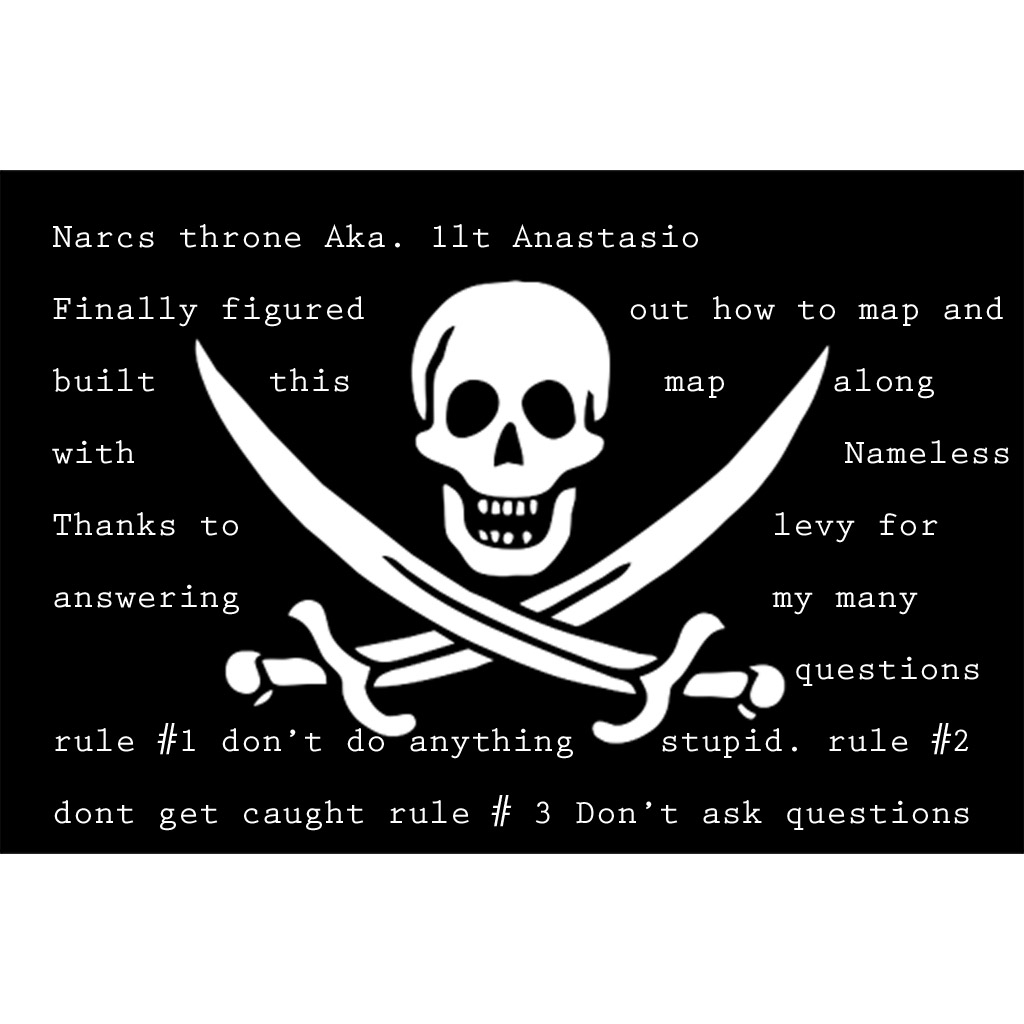 Narcs throne Aka. 1lt Anastasio
Finally figured out how to map and
built this map along
with Nameless
Thanks to levy for
answering my many
questions
rule #1 don't do anything stupid. rule #2
dont get caught rule # 3 Don't ask questions